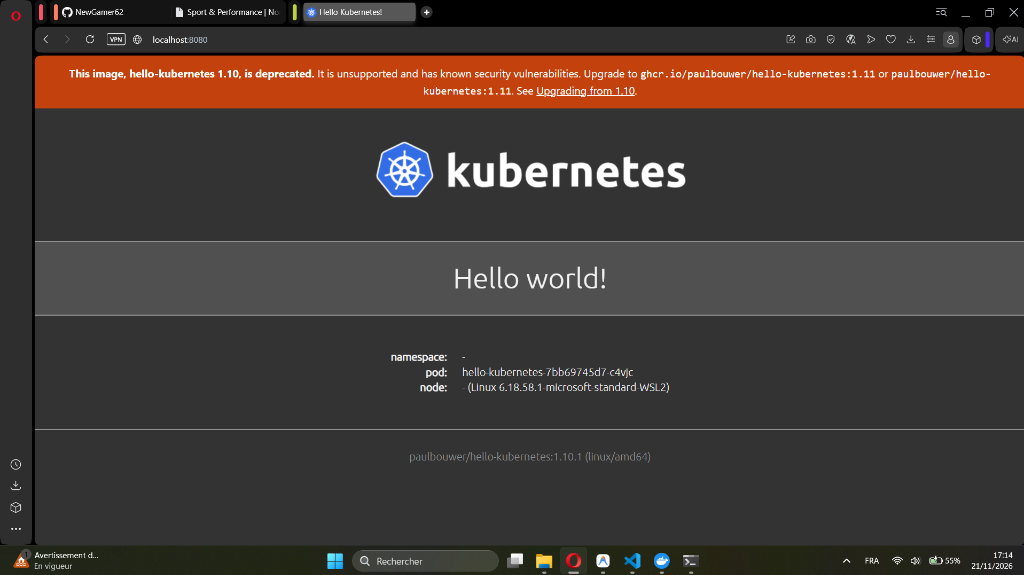 NewGamer62
Sport & Performance | No
Hello Kubernetes!
VPN
localhost:8080
AI
This image, hello-kubernetes 1.10, is deprecated. It is unsupported and has known security vulnerabilities. Upgrade to ghcr.io/paulbouwer/hello-kubernetes:1.11 or paulbouwer/hello-
kubernetes:1.11. See Upgrading from 1.10.
kubernetes
Hello world!
namespace: -
pod: hello-kubernetes-7bb69745d7-c4vjc
node: - (Linux 6.18.58.1-microsoft-standard-WSL2)
paulbouwer/hello-kubernetes:1.10.1 (linux/amd64)
1
Avertissement d...
En vigueur
Rechercher
FRA
55%
17:14
21/11/2026